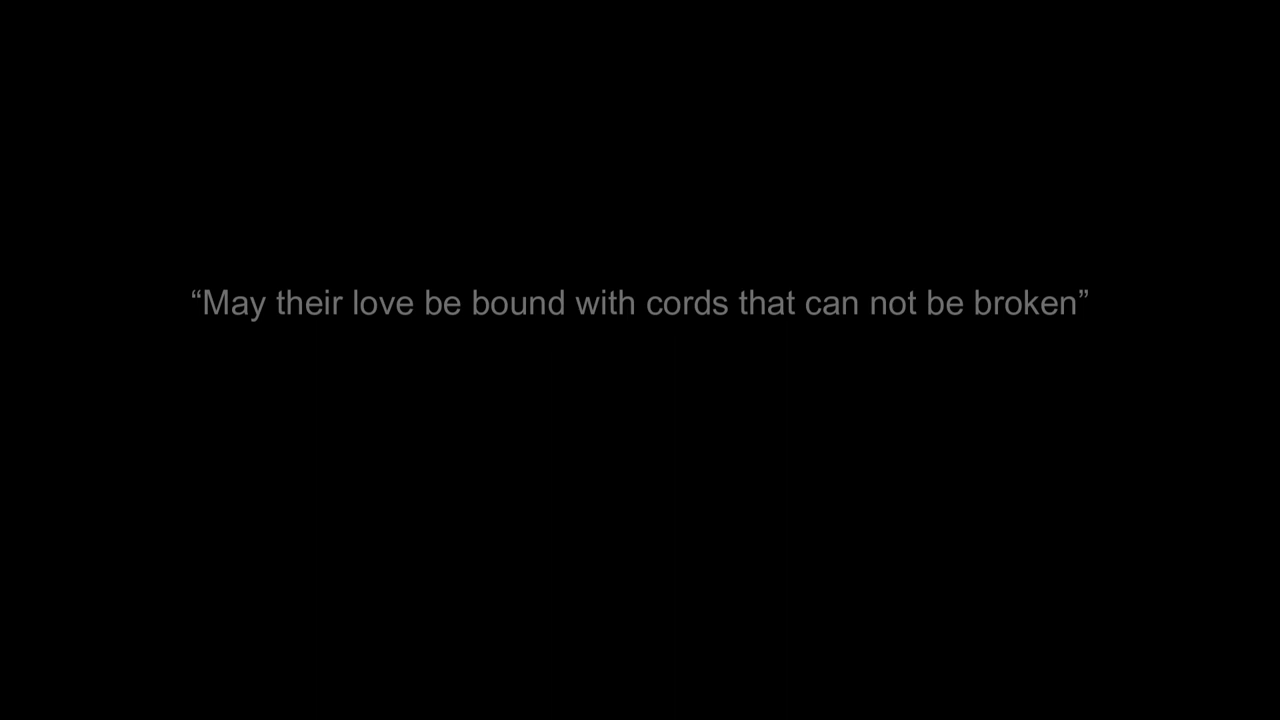 “May their love be bound with cords that can not be broken”